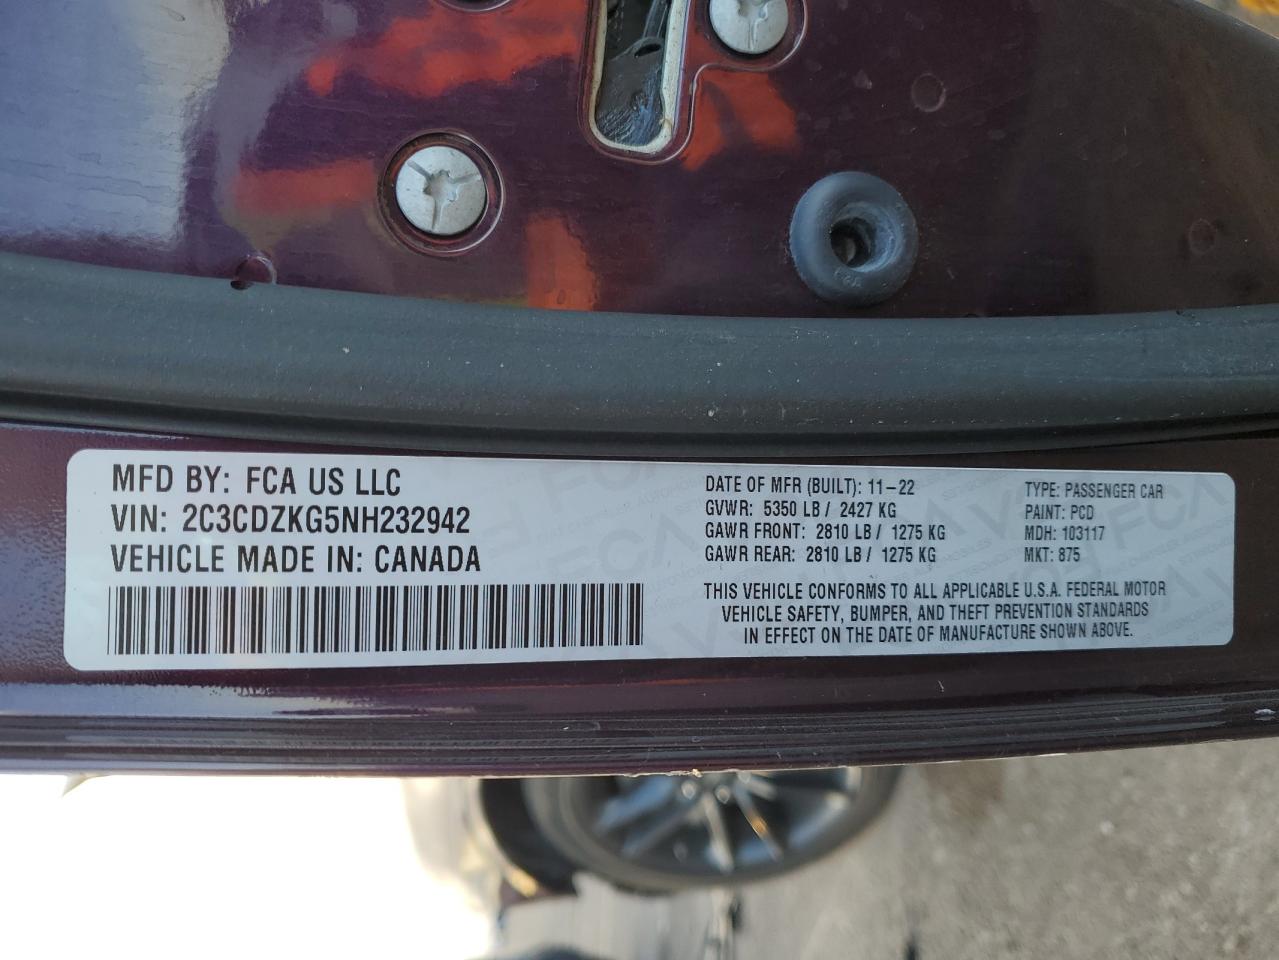 MFD BY: FCA US LLC
VIN: 2C3CDZKG5NH232942
VEHICLE MADE IN: CANADA
DATE OF MFR (BUILT): 11-22
GVWR: 5350 LB / 2427 KG
GAWR FRONT: 2810 LB / 1275 KG
GAWR REAR: 2810 LB / 1275 KG
TYPE: PASSENGER CAR
PAINT: PCD
MDH: 103117
MKT: 875
THIS VEHICLE CONFORMS TO ALL APPLICABLE U.S.A. FEDERAL MOTOR
VEHICLE SAFETY, BUMPER, AND THEFT PREVENTION STANDARDS
IN EFFECT ON THE DATE OF MANUFACTURE SHOWN ABOVE.